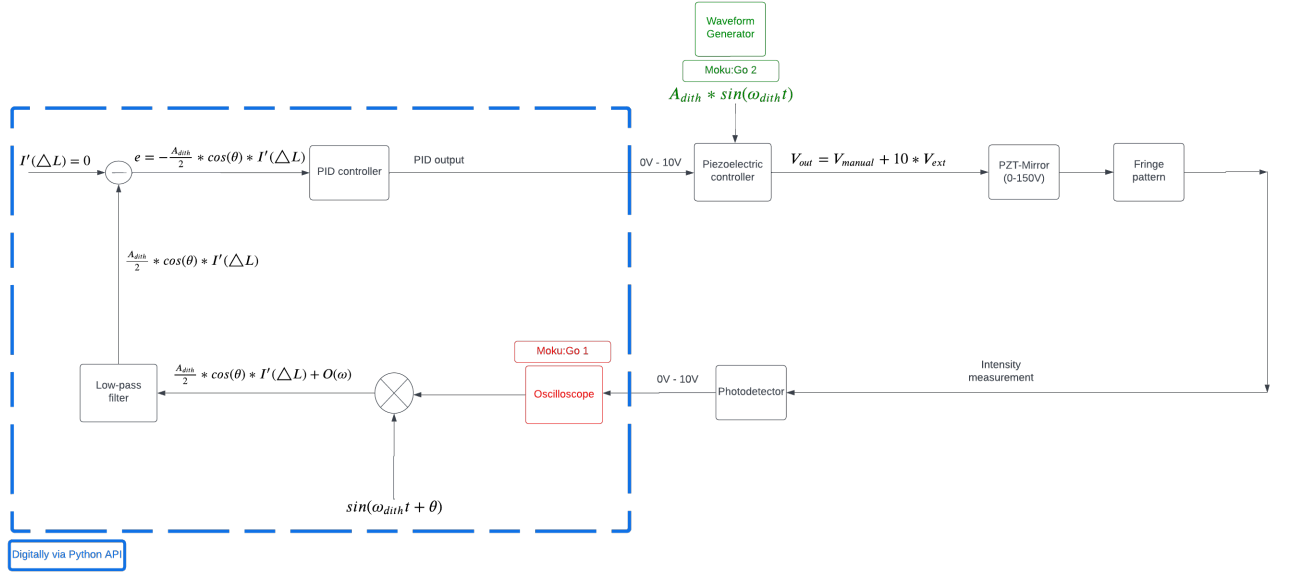 Waveform
Generator
Moku:Go 2
A_dith * sin(ω_dith t)
I'(△L) = 0
e = −A_dith/2 * cos(θ) * I'(△L)
PID controller
PID output
0V - 10V
Piezoelectric
controller
V_out = V_manual + 10 * V_ext
PZT-Mirror
(0-150V)
Fringe
pattern
A_dith/2 * cos(θ) * I'(△L)
Moku:Go 1
Oscilloscope
0V - 10V
Photodetector
Intensity
measurement
A_dith/2 * cos(θ) * I'(△L) + O(ω)
Low-pass
filter
sin(ω_dith t + θ)
Digitally via Python API